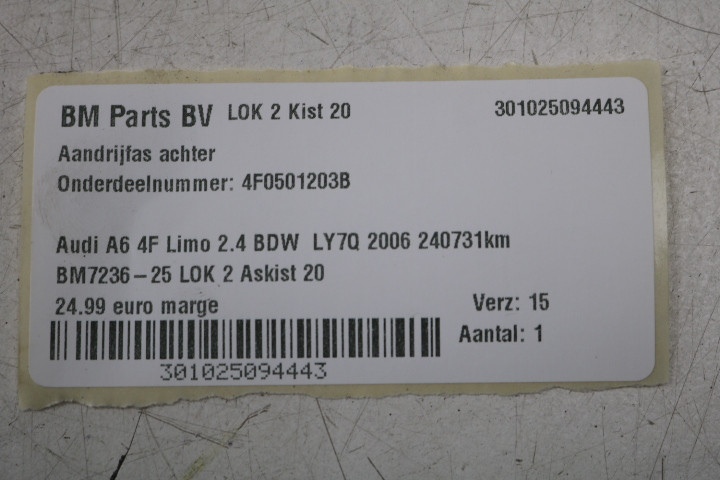 BM Parts BV LOK 2 Kist 20 301025094443
Aandrijfas achter
Onderdeelnummer: 4F0501203B
Audi A6 4F Limo 2.4 BDW LY7Q 2006 240731km
BM7236-25 LOK 2 Askist 20
24.99 euro marge Verz: 15
Aantal: 1
301025094443